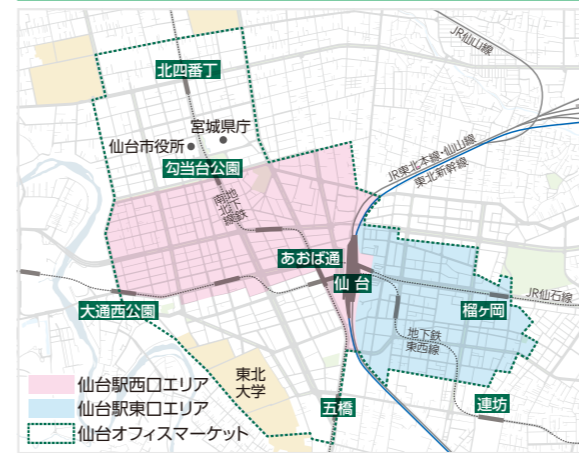 JR仙山線
北四番丁
宮城県庁
仙台市役所
勾当台公園
JR東北本線・仙山線
東北新幹線
地下鉄
南北線
あおば通
仙台
JR仙石線
大通西公園
榴ヶ岡
地下鉄
東西線
東北
大学
五橋
連坊
仙台駅西口エリア
仙台駅東口エリア
仙台オフィスマーケット